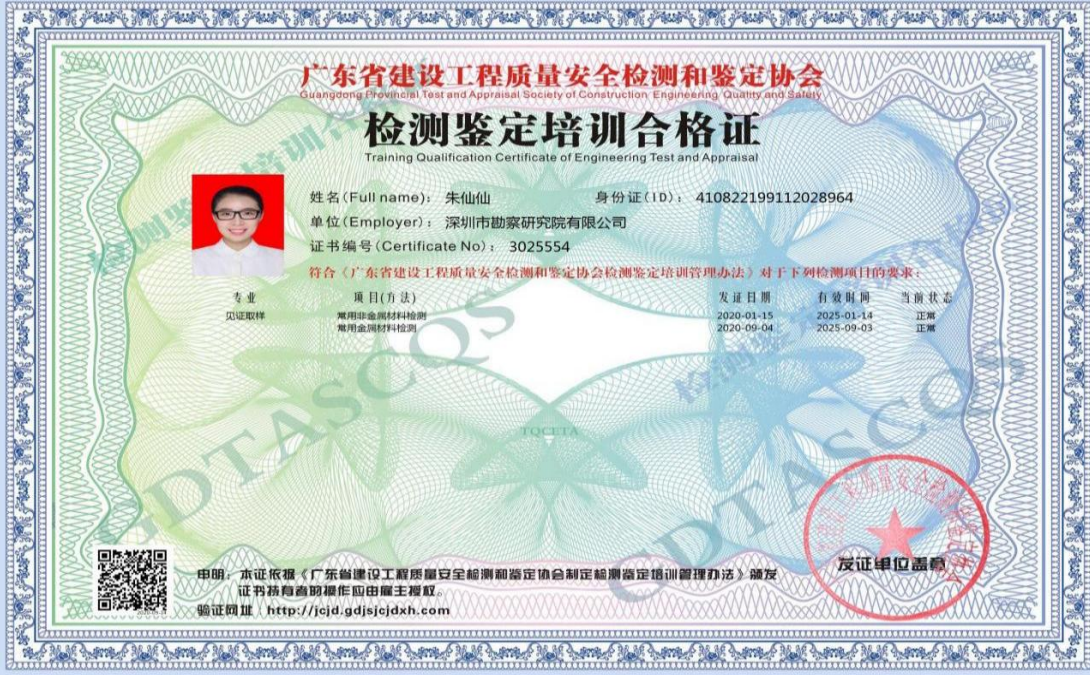 广东省建设工程质量安全检测和鉴定协会
Guangdong Provincial Test and Appraisal Society of Construction Engineering Quality and Safety
检测鉴定培训合格证
Training Qualification Certificate of Engineering Test and Appraisal
姓名(Full name): 朱仙仙 身份证(ID): 410822199112028964
单位(Employer): 深圳市勘察研究院有限公司
证书编号(Certificate No): 3025554
符合《广东省建设工程质量安全检测和鉴定协会检测鉴定培训管理办法》对于下列检测项目的要求:
专业 项目(方法) 发证日期 有效时间 当前状态
见证取样 常用非金属材料检测 2020-01-15 2025-01-14 正常
常用金属材料检测 2020-09-04 2025-09-03 正常
TQCETA
GDTASCQS
GDTASCQS
发证单位盖章
申明: 本证依据《广东省建设工程质量安全检测和鉴定协会制定检测鉴定培训管理办法》颁发
证书持有者的操作应由雇主授权。
验证网址: http://jcjd.gdjsjcjdxh.com